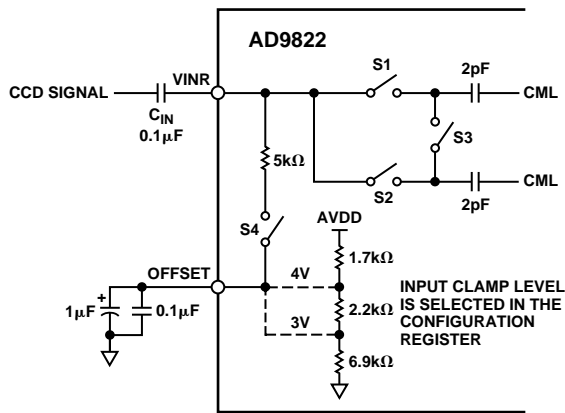 AD9822
S1
2pF
VINR
CCD SIGNAL
CML
CIN
0.1μF
S3
5kΩ
S2
CML
2pF
S4
AVDD
1.7kΩ
OFFSET
4V
INPUT CLAMP LEVEL
IS SELECTED IN THE
CONFIGURATION
REGISTER
1μF
+
0.1μF
2.2kΩ
3V
6.9kΩ